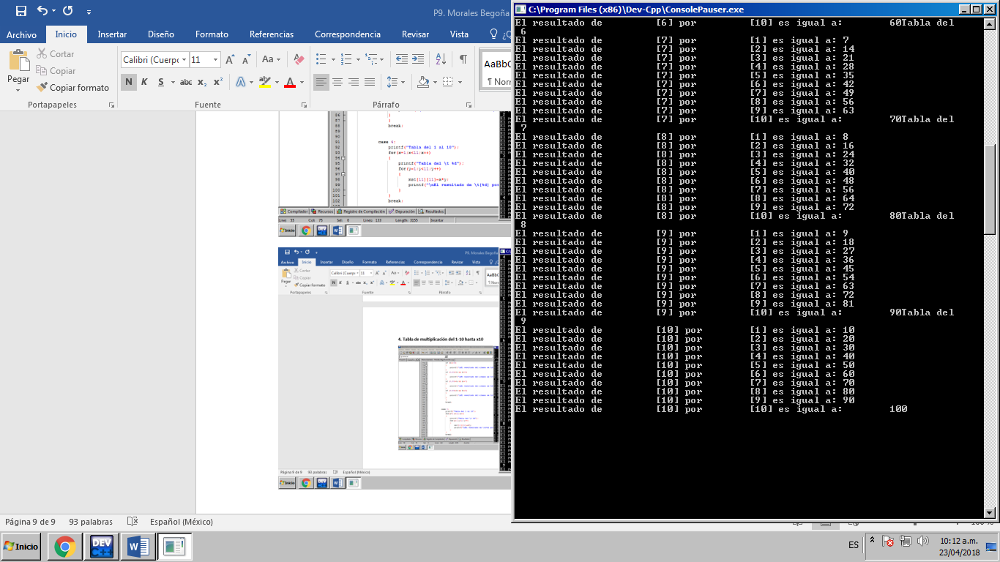 P9. Morales Begoña
Archivo Inicio Insertar Diseño Formato Referencias Correspondencia Revisar Vista ¿Q
Pegar
Cortar
Copiar
Copiar formato
Calibri (Cuerpo 11
N K S abc x₂ x²
Aa
AaBbC
¶ Norm
Portapapeles Fuente Párrafo
86
87
88
89 break;
90
91 case 4:
92 printf("Tabla del 1 al 10");
93 for(x=1;x<11;x++)
94 {
95 printf("Tabla del \t %d");
96 for(y=1;y<11;y++)
97 {
98 mat[11][11]=x*y;
99 printf("\nEl resultado de \t[%d] por
100 }
101 }
102 break;
Compilador Recursos Registro de Compilación Depuración Resultados
Line: 55 Col: 75 Sel: 0 Lines: 133 Length: 3155 Insertar
Inicio
P9. Morales Begoña
Archivo Inicio Insertar Diseño Formato Referencias Correspondencia Revisar Vista
Pegar
Cortar
Copiar
Copiar formato
Calibri (Cuerpo 11
Portapapeles Fuente Párrafo
4. Tabla de multiplicación del 1-10 hasta x10
Página 9 de 9 93 palabras Español (México)
Inicio
Página 9 de 9 93 palabras Español (México)
C:\Program Files (x86)\Dev-Cpp\ConsolePauser.exe
El resultado de [6] por [10] es igual a: 60Tabla del
6
El resultado de [7] por [1] es igual a: 7
El resultado de [7] por [2] es igual a: 14
El resultado de [7] por [3] es igual a: 21
El resultado de [7] por [4] es igual a: 28
El resultado de [7] por [5] es igual a: 35
El resultado de [7] por [6] es igual a: 42
El resultado de [7] por [7] es igual a: 49
El resultado de [7] por [8] es igual a: 56
El resultado de [7] por [9] es igual a: 63
El resultado de [7] por [10] es igual a: 70Tabla del
7
El resultado de [8] por [1] es igual a: 8
El resultado de [8] por [2] es igual a: 16
El resultado de [8] por [3] es igual a: 24
El resultado de [8] por [4] es igual a: 32
El resultado de [8] por [5] es igual a: 40
El resultado de [8] por [6] es igual a: 48
El resultado de [8] por [7] es igual a: 56
El resultado de [8] por [8] es igual a: 64
El resultado de [8] por [9] es igual a: 72
El resultado de [8] por [10] es igual a: 80Tabla del
8
El resultado de [9] por [1] es igual a: 9
El resultado de [9] por [2] es igual a: 18
El resultado de [9] por [3] es igual a: 27
El resultado de [9] por [4] es igual a: 36
El resultado de [9] por [5] es igual a: 45
El resultado de [9] por [6] es igual a: 54
El resultado de [9] por [7] es igual a: 63
El resultado de [9] por [8] es igual a: 72
El resultado de [9] por [9] es igual a: 81
El resultado de [9] por [10] es igual a: 90Tabla del
9
El resultado de [10] por [1] es igual a: 10
El resultado de [10] por [2] es igual a: 20
El resultado de [10] por [3] es igual a: 30
El resultado de [10] por [4] es igual a: 40
El resultado de [10] por [5] es igual a: 50
El resultado de [10] por [6] es igual a: 60
El resultado de [10] por [7] es igual a: 70
El resultado de [10] por [8] es igual a: 80
El resultado de [10] por [9] es igual a: 90
El resultado de [10] por [10] es igual a: 100
Inicio
DEV C++
ES
10:12 a.m.
23/04/2018